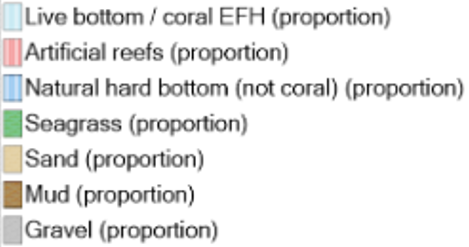 Live bottom / coral EFH (proportion)
Artificial reefs (proportion)
Natural hard bottom (not coral) (proportion)
Seagrass (proportion)
Sand (proportion)
Mud (proportion)
Gravel (proportion)